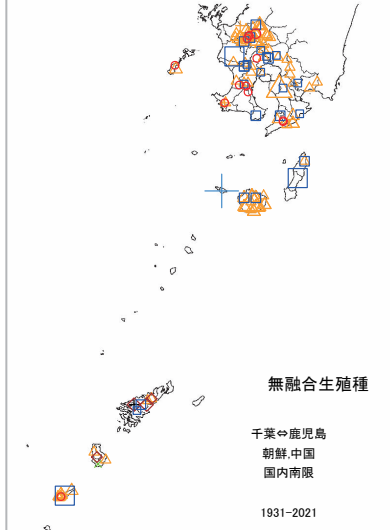 無融合生殖種
千葉⇔鹿児島
朝鮮,中国
国内南限
1931-2021